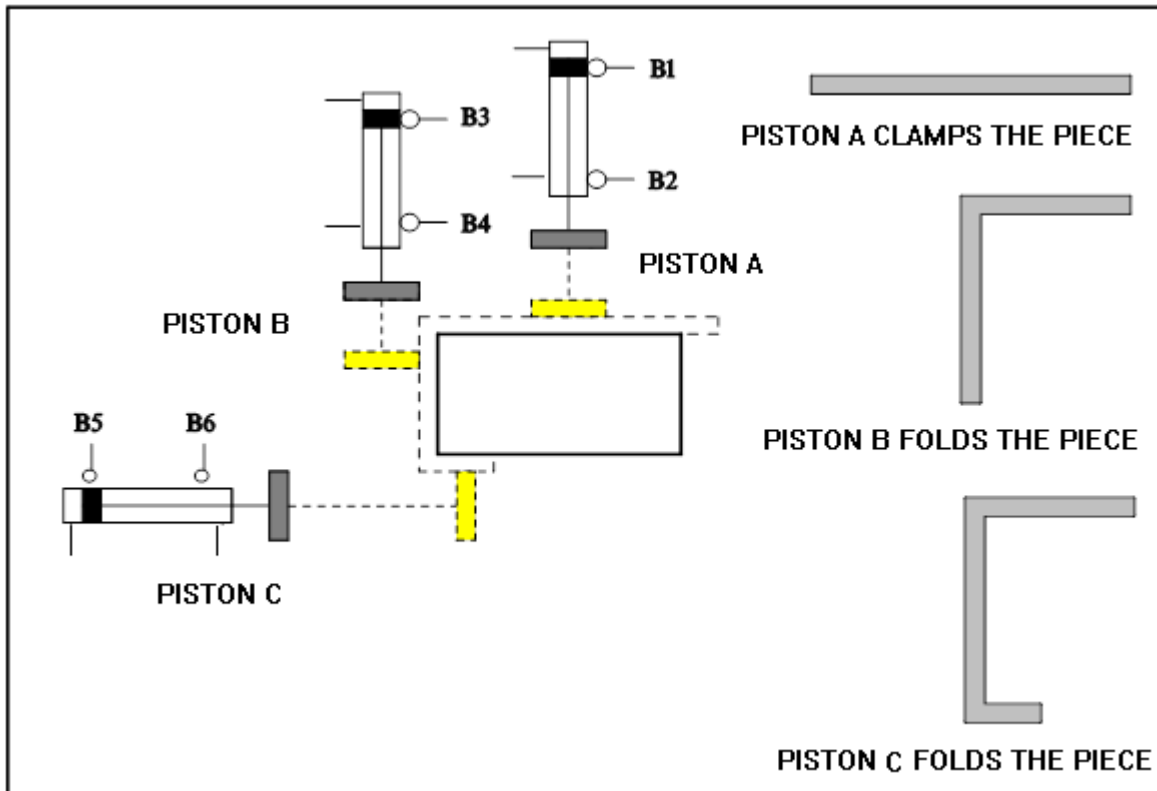 B1
B3
PISTON A CLAMPS THE PIECE
B2
B4
PISTON A
PISTON B
B5 B6
PISTON B FOLDS THE PIECE
PISTON C
PISTON C FOLDS THE PIECE